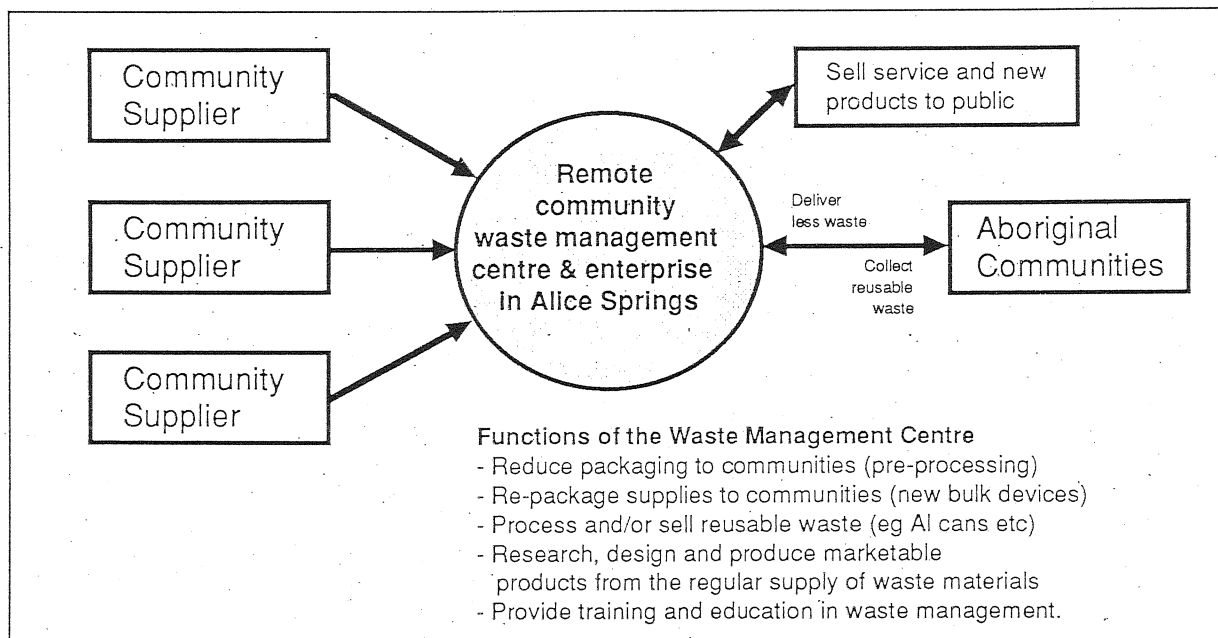 Community
Supplier
Community
Supplier
Community
Supplier
Remote
community
waste management
centre & enterprise
in Alice Springs
Sell service and new
products to public
Deliver
less waste
Collect
reusable
waste
Aboriginal
Communities
Functions of the Waste Management Centre
- Reduce packaging to communities (pre-processing)
- Re-package supplies to communities (new bulk devices)
- Process and/or sell reusable waste (eg Al cans etc)
- Research, design and produce marketable
products from the regular supply of waste materials
- Provide training and education in waste management.